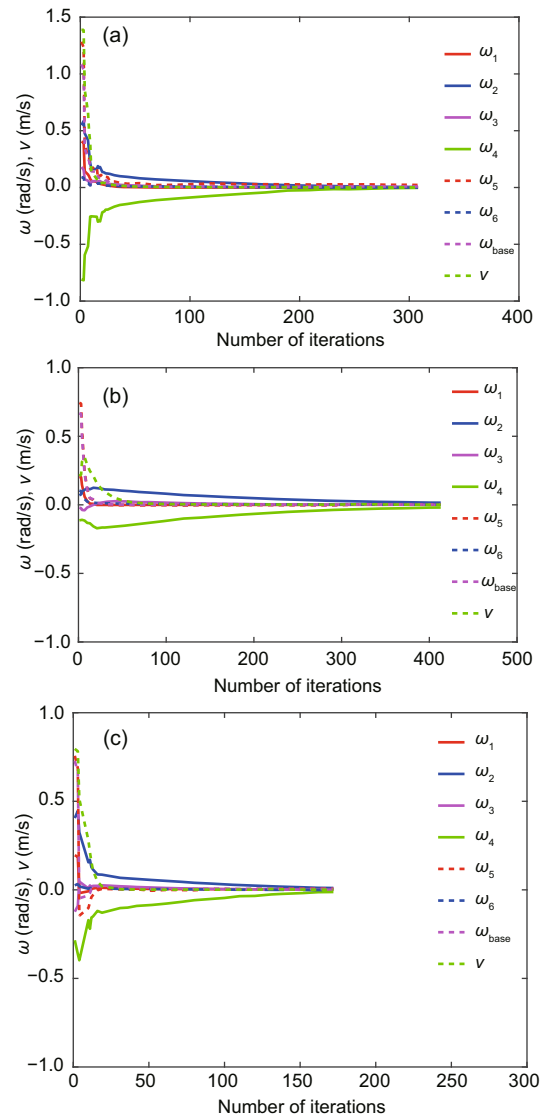 (a)
1.5
1.0
0.5
0.0
−0.5
−1.0
ω (rad/s), v (m/s)
0 100 200 300 400
Number of iterations
ω1
ω2
ω3
ω4
ω5
ω6
ωbase
v
(b)
1.0
0.5
0.0
−0.5
−1.0
ω (rad/s), v (m/s)
0 100 200 300 400 500
Number of iterations
ω1
ω2
ω3
ω4
ω5
ω6
ωbase
v
(c)
1.0
0.5
0.0
−0.5
−1.0
ω (rad/s), v (m/s)
0 50 100 150 200 250 300
Number of iterations
ω1
ω2
ω3
ω4
ω5
ω6
ωbase
v